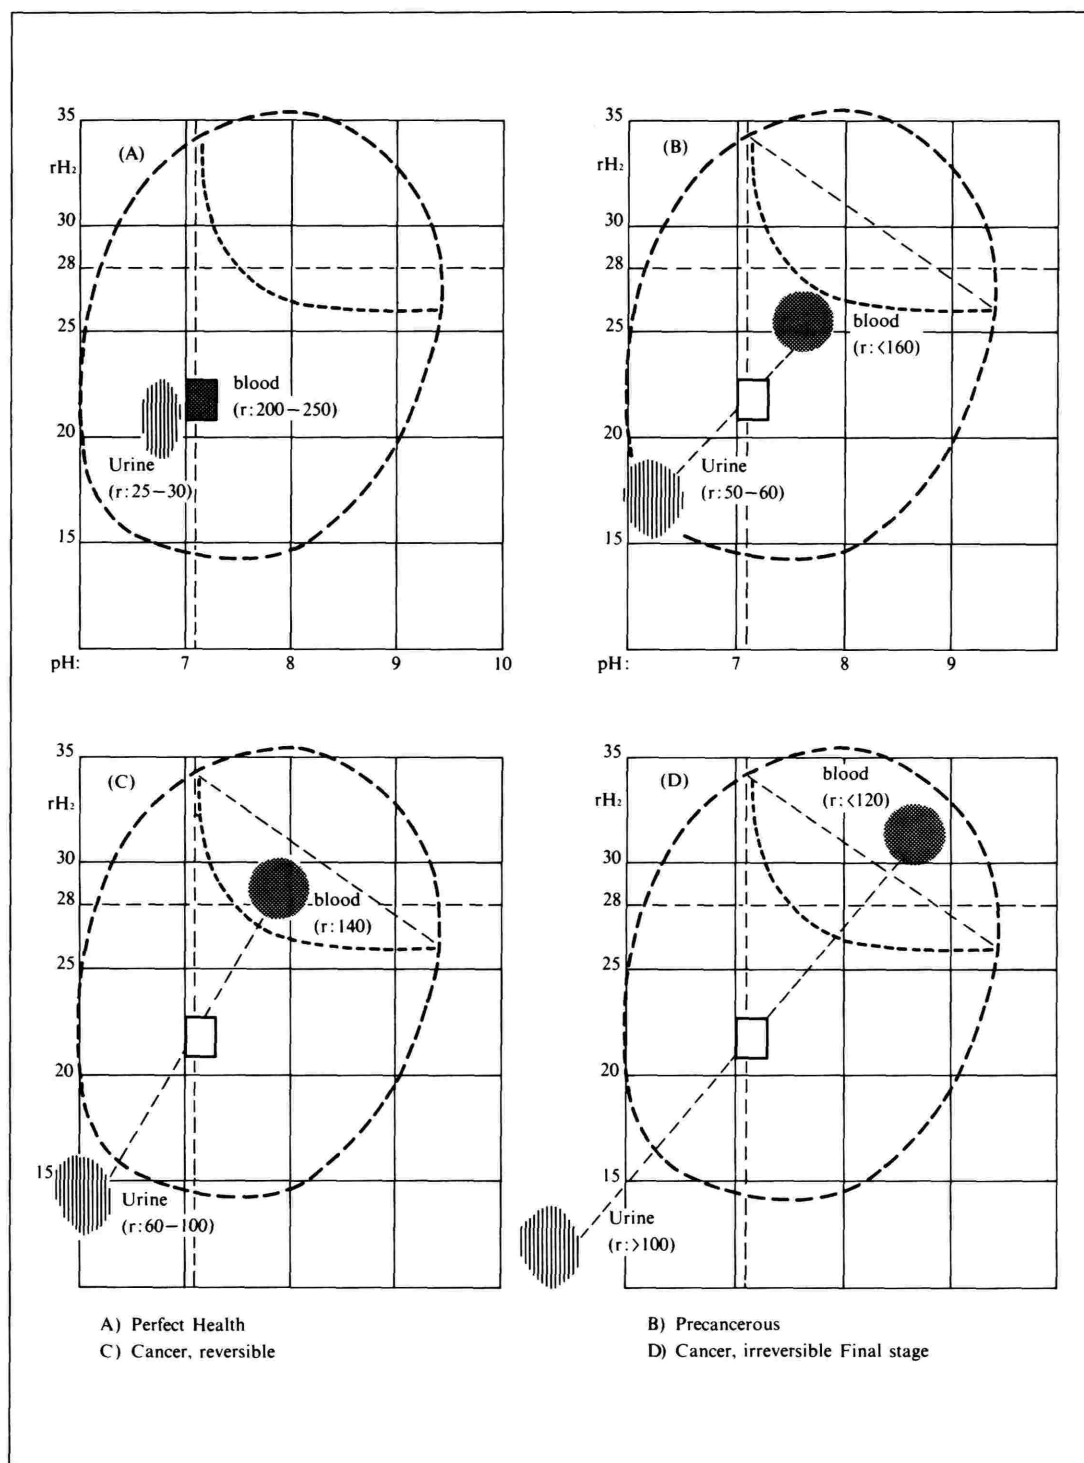 35
(A)
rH₂
30
28
25
blood
(r:200−250)
20
Urine
(r:25−30)
15
pH: 7 8 9 10
35
(B)
rH₂
30
28
25
blood
(r:<160)
20
Urine
(r:50−60)
15
pH: 7 8 9
35
(C)
rH₂
30
28
blood
(r:140)
25
20
15
Urine
(r:60−100)
35
(D)
blood
(r:<120)
rH₂
30
28
25
20
15
Urine
(r:>100)
A) Perfect Health
B) Precancerous
C) Cancer, reversible
D) Cancer, irreversible Final stage